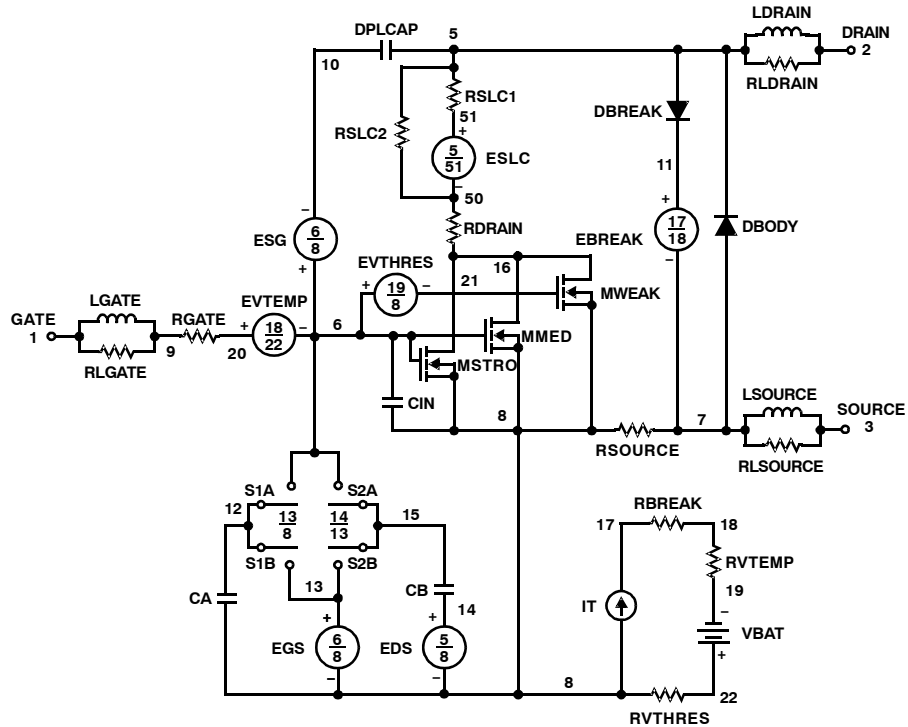 LDRAIN
DPLCAP
5
DRAIN
2
10
RLDRAIN
RSLC1
51
+
RSLC2
5
51
ESLC
−
50
DBREAK
11
+
RDRAIN
−
ESG
6
8
+
EBREAK
17
18
−
DBODY
EVTHRES
+
19
8
−
21
16
MWEAK
LGATE
GATE
1
RLGATE
9
RGATE
20
EVTEMP
+
18
22
−
6
MMED
MSTRO
CIN
8
RSOURCE
7
LSOURCE
SOURCE
3
RLSOURCE
S1A
S2A
12
13
8
14
13
15
S1B
S2B
13
CA
CB
14
+
+
EGS
6
8
−
EDS
5
8
−
RBREAK
17
18
RVTEMP
19
IT
−
VBAT
+
8
22
RVTHRES